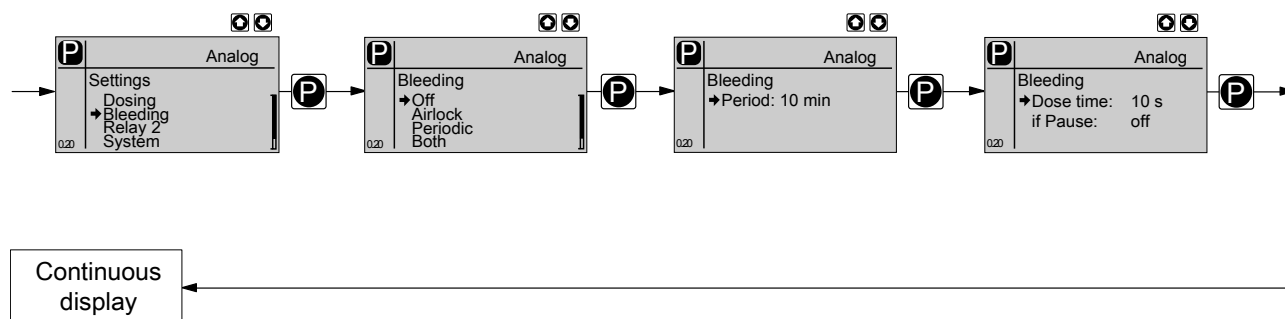 P
Analog
Settings
Dosing
➔Bleeding
Relay 2
System
0.20
P
P
Analog
Bleeding
➔Off
Airlock
Periodic
Both
0.20
P
P
Analog
Bleeding
➔Period: 10 min
0.20
P
P
Analog
Bleeding
➔Dose time: 10 s
if Pause: off
0.20
P
Continuous
display